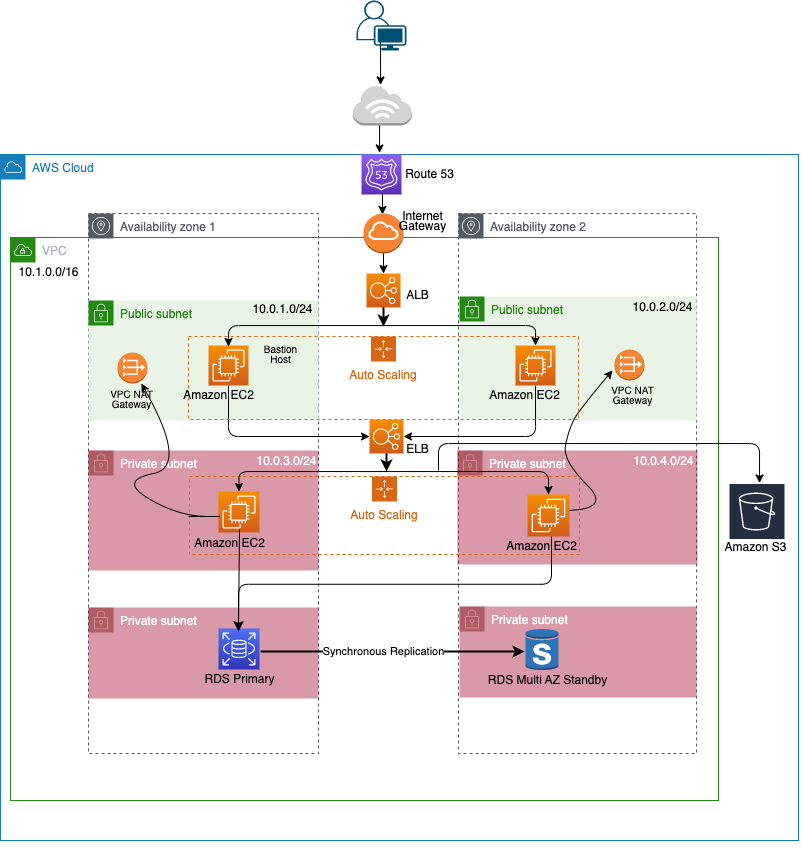 Route 53
53
AWS Cloud
Internet
Gateway
Availability zone 1
Availability zone 2
VPC
10.1.0.0/16
ALB
Public subnet
10.0.1.0/24
Public subnet
10.0.2.0/24
Bastion
Host
Auto Scaling
VPC NAT
Gateway
Amazon EC2
Amazon EC2
VPC NAT
Gateway
ELB
Private subnet
10.0.3.0/24
Private subnet
10.0.4.0/24
Auto Scaling
Amazon EC2
Amazon EC2
Amazon S3
Private subnet
Private subnet
Synchronous Replication
S
RDS Primary
RDS Multi AZ Standby